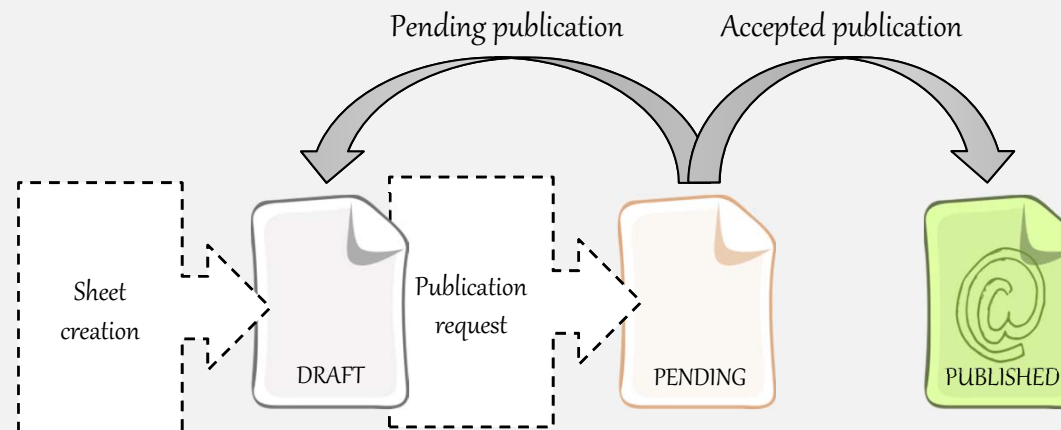 Pending publication
Accepted publication
Sheet
creation
Publication
request
DRAFT
PENDING
@
PUBLISHED